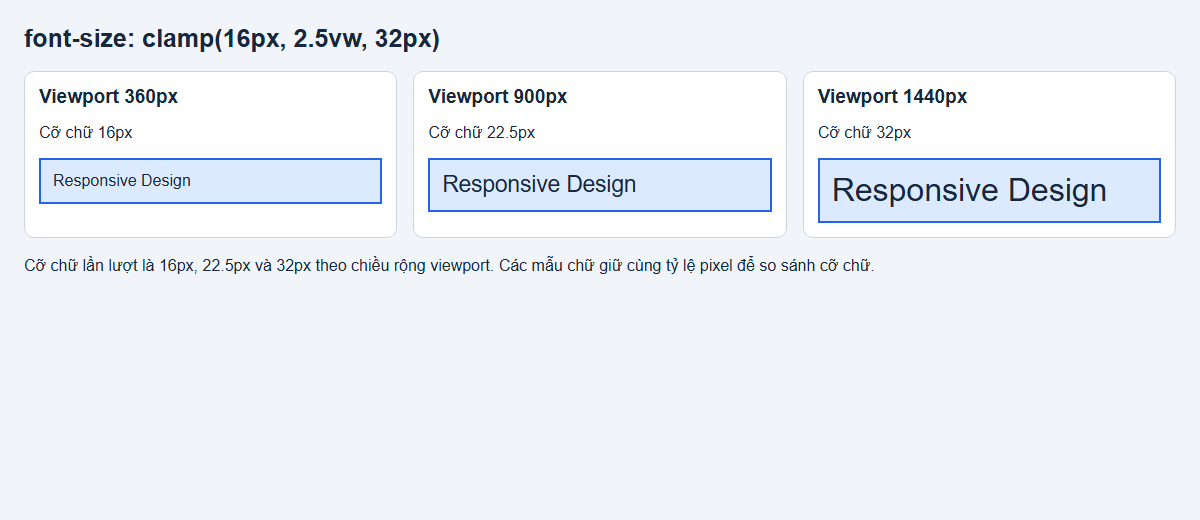 font-size: clamp(16px, 2.5vw, 32px)
Viewport 360px
Cỡ chữ 16px
Responsive Design
Viewport 900px
Cỡ chữ 22.5px
Responsive Design
Viewport 1440px
Cỡ chữ 32px
Responsive Design
Cỡ chữ lần lượt là 16px, 22.5px và 32px theo chiều rộng viewport. Các mẫu chữ giữ cùng tỷ lệ pixel để so sánh cỡ chữ.